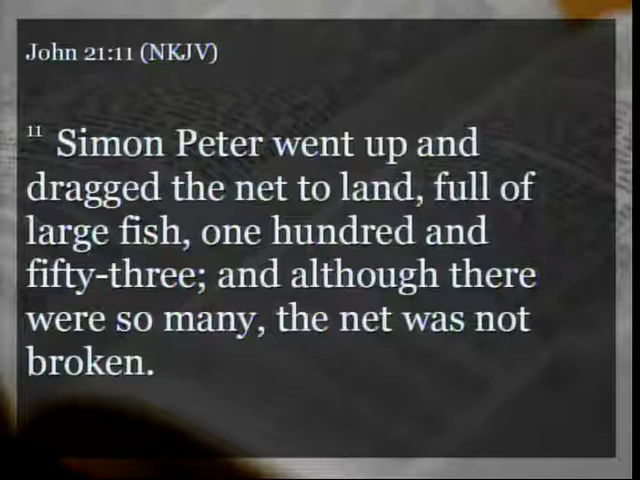 John 21:11 (NKJV)
11 Simon Peter went up and
dragged the net to land, full of
large fish, one hundred and
fifty-three; and although there
were so many, the net was not
broken.